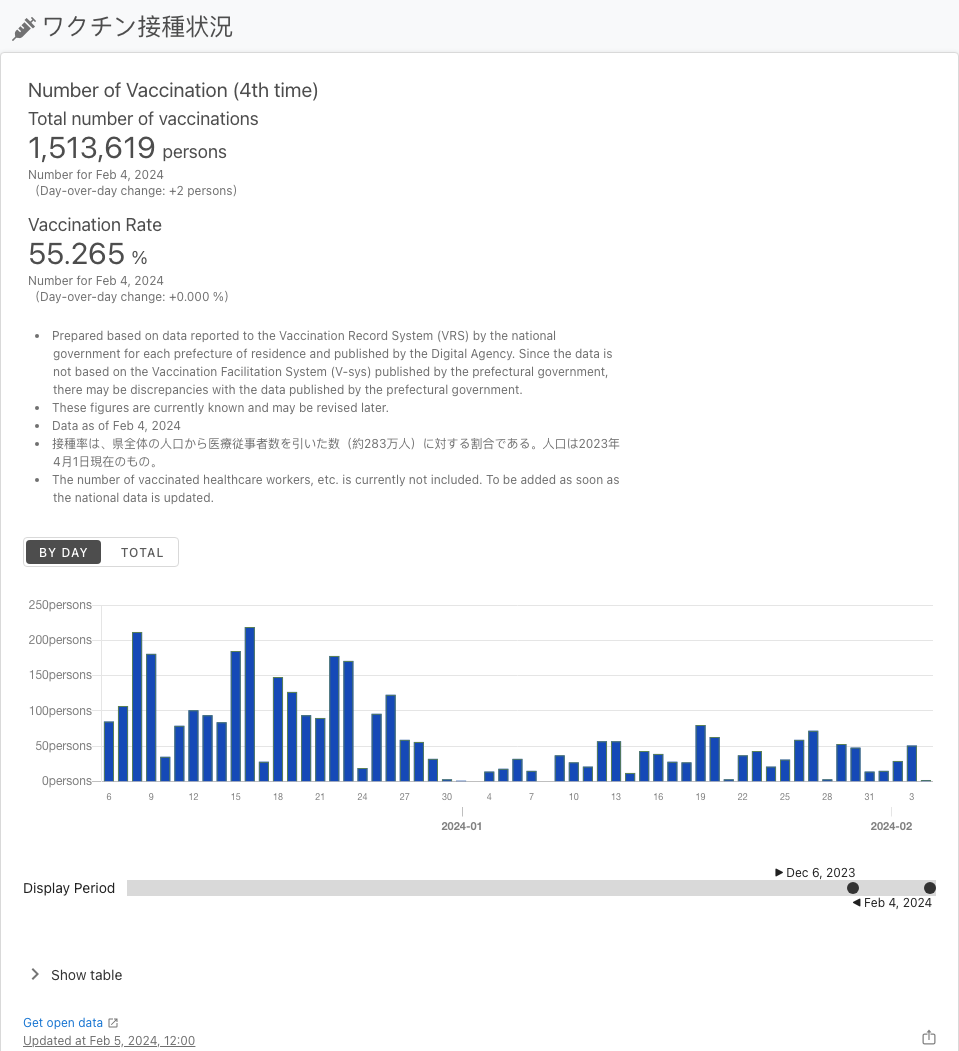 ワクチン接種状況
Number of Vaccination (4th time)
Total number of vaccinations
1,513,619 persons
Number for Feb 4, 2024
(Day-over-day change: +2 persons)
Vaccination Rate
55.265 %
Number for Feb 4, 2024
(Day-over-day change: +0.000 %)
• Prepared based on data reported to the Vaccination Record System (VRS) by the national
government for each prefecture of residence and published by the Digital Agency. Since the data is
not based on the Vaccination Facilitation System (V-sys) published by the prefectural government,
there may be discrepancies with the data published by the prefectural government.
• These figures are currently known and may be revised later.
• Data as of Feb 4, 2024
• 接種率は、県全体の人口から医療従事者数を引いた数（約283万人）に対する割合である。人口は2023年
4月1日現在のもの。
• The number of vaccinated healthcare workers, etc. is currently not included. To be added as soon as
the national data is updated.
BY DAY TOTAL
250persons
200persons
150persons
100persons
50persons
0persons
6 9 12 15 18 21 24 27 30 4 7 10 13 16 19 22 25 28 31 3
2024-01 2024-02
Dec 6, 2023
Display Period
Feb 4, 2024
Show table
Get open data
Updated at Feb 5, 2024, 12:00